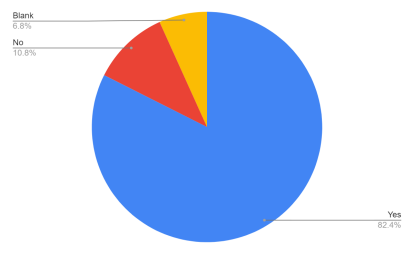 Blank
6.8%
No
10.8%
Yes
82.4%